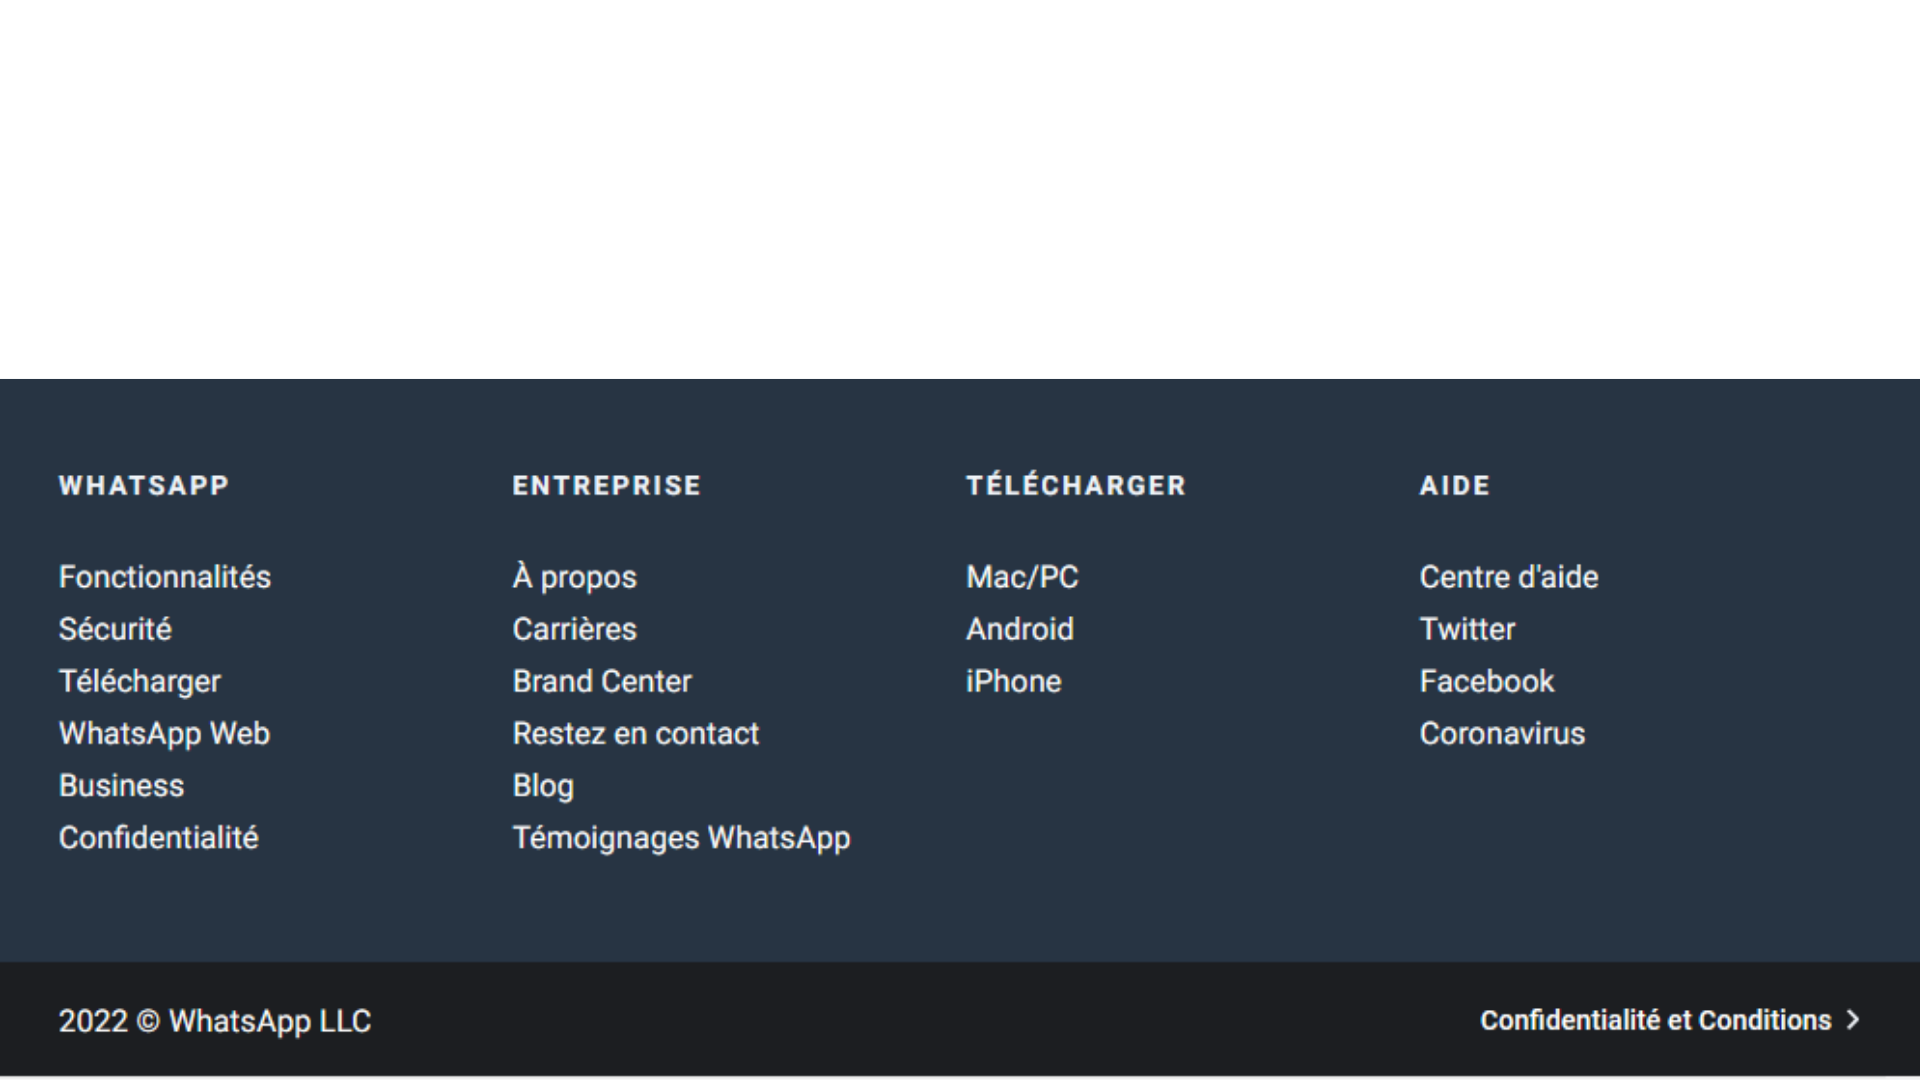 WHATSAPP
Fonctionnalités
Sécurité
Télécharger
WhatsApp Web
Business
Confidentialité
ENTREPRISE
À propos
Carrières
Brand Center
Restez en contact
Blog
Témoignages WhatsApp
TÉLÉCHARGER
Mac/PC
Android
iPhone
AIDE
Centre d'aide
Twitter
Facebook
Coronavirus
2022 © WhatsApp LLC
Confidentialité et Conditions